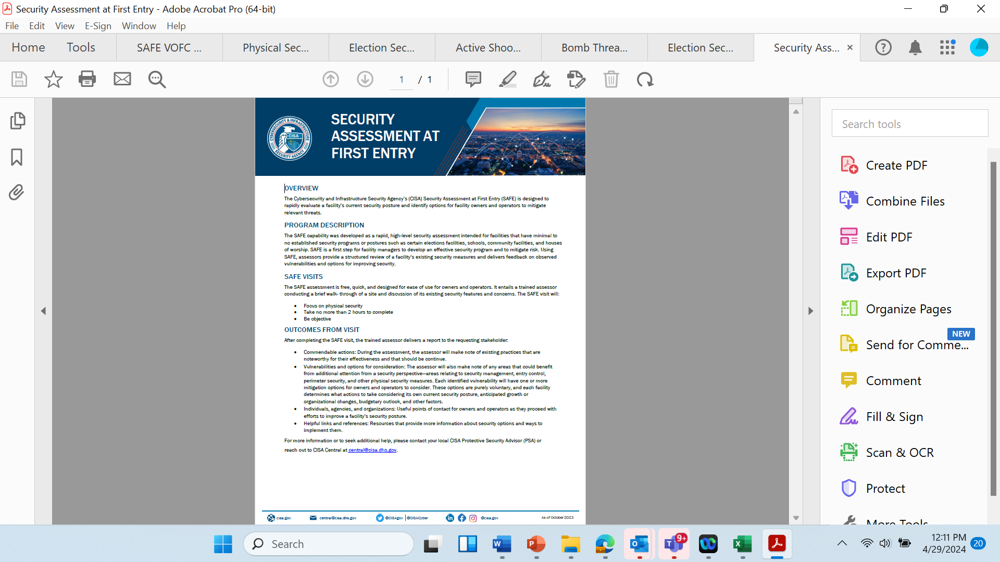 Security Assessment at First Entry - Adobe Acrobat Pro (64-bit)
File Edit View E-Sign Window Help
Home Tools SAFE VOFC ... Physical Sec... Election Sec... Active Shoo... Bomb Threa... Election Sec... Security Ass... ×
1 / 1
Search tools
Create PDF
Combine Files
Edit PDF
Export PDF
Organize Pages
NEW
Send for Comme...
Comment
Fill & Sign
Scan & OCR
Protect
More Tools
CYBERSECURITY & INFRASTRUCTURE
CISA
SECURITY AGENCY
SECURITY
ASSESSMENT AT
FIRST ENTRY
OVERVIEW
The Cybersecurity and Infrastructure Security Agency's (CISA) Security Assessment at First Entry (SAFE) is designed to
rapidly evaluate a facility's current security posture and identify options for facility owners and operators to mitigate
relevant threats.
PROGRAM DESCRIPTION
The SAFE capability was developed as a rapid, high-level security assessment intended for facilities that have minimal to
no established security programs or postures such as certain elections facilities, schools, community facilities, and houses
of worship. SAFE is a first step for facility managers to develop an effective security program and to mitigate risk. Using
SAFE, assessors provide a structured review of a facility's existing security measures and delivers feedback on observed
vulnerabilities and options for improving security.
SAFE VISITS
The SAFE assessment is free, quick, and designed for ease of use for owners and operators. It entails a trained assessor
conducting a brief walk- through of a site and discussion of its existing security features and concerns. The SAFE visit will:
• Focus on physical security
• Take no more than 2 hours to complete
• Be objective
OUTCOMES FROM VISIT
After completing the SAFE visit, the trained assessor delivers a report to the requesting stakeholder:
• Commendable actions: During the assessment, the assessor will make note of existing practices that are
noteworthy for their effectiveness and that should be continue.
• Vulnerabilities and options for consideration: The assessor will also make note of any areas that could benefit
from additional attention from a security perspective—areas relating to security management, entry control,
perimeter security, and other physical security measures. Each identified vulnerability will have one or more
mitigation options for owners and operators to consider. These options are purely voluntary, and each facility
determines what actions to take considering its own current security posture, anticipated growth or
organizational changes, budgetary outlook, and other factors.
• Individuals, agencies, and organizations: Useful points of contact for owners and operators as they proceed with
efforts to improve a facility's security posture.
• Helpful links and references: Resources that provide more information about security options and ways to
implement them.
For more information or to seek additional help, please contact your local CISA Protective Security Advisor (PSA) or
reach out to CISA Central at central@cisa.dhs.gov.
cisa.gov central@cisa.dhs.gov @CISAgov | @CISACyber @cisa.gov As of October 2023
Search
9+
12:11 PM
4/29/2024
20